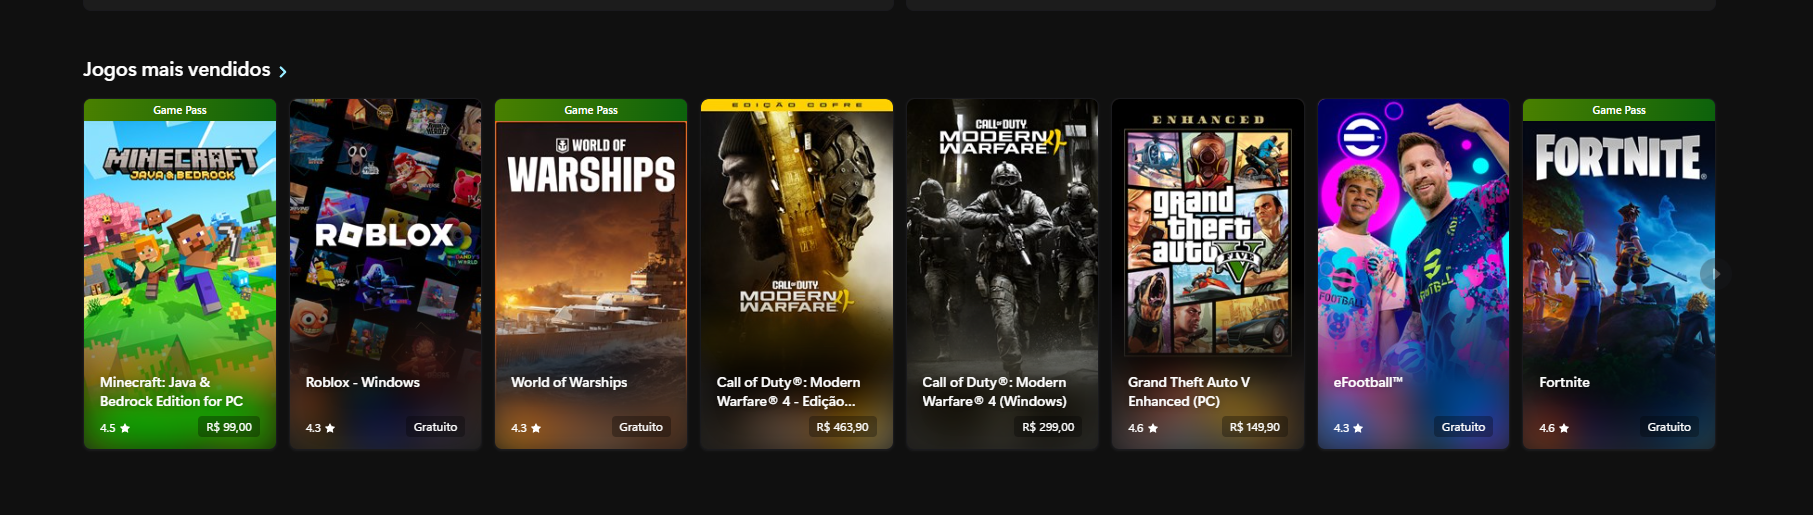 Jogos mais vendidos
Game Pass
MINECRAFT
JAVA & BEDROCK
Minecraft: Java &
Bedrock Edition for PC
4.5
R$ 99,00
ROBLOX
Roblox - Windows
4.3
Gratuito
Game Pass
WORLD OF
WARSHIPS
World of Warships
4.3
Gratuito
EDIÇÃO COFRE
CALL OF DUTY
MODERN
WARFARE 4
Call of Duty®: Modern
Warfare® 4 - Edição...
R$ 463,90
CALL OF DUTY
MODERN
WARFARE 4
Call of Duty®: Modern
Warfare® 4 (Windows)
R$ 299,00
ENHANCED
grand
theft
auto V
FIVE
Grand Theft Auto V
Enhanced (PC)
4.6
R$ 149,90
eFootball™
4.3
Gratuito
Game Pass
FORTNITE
Fortnite
4.6
Gratuito